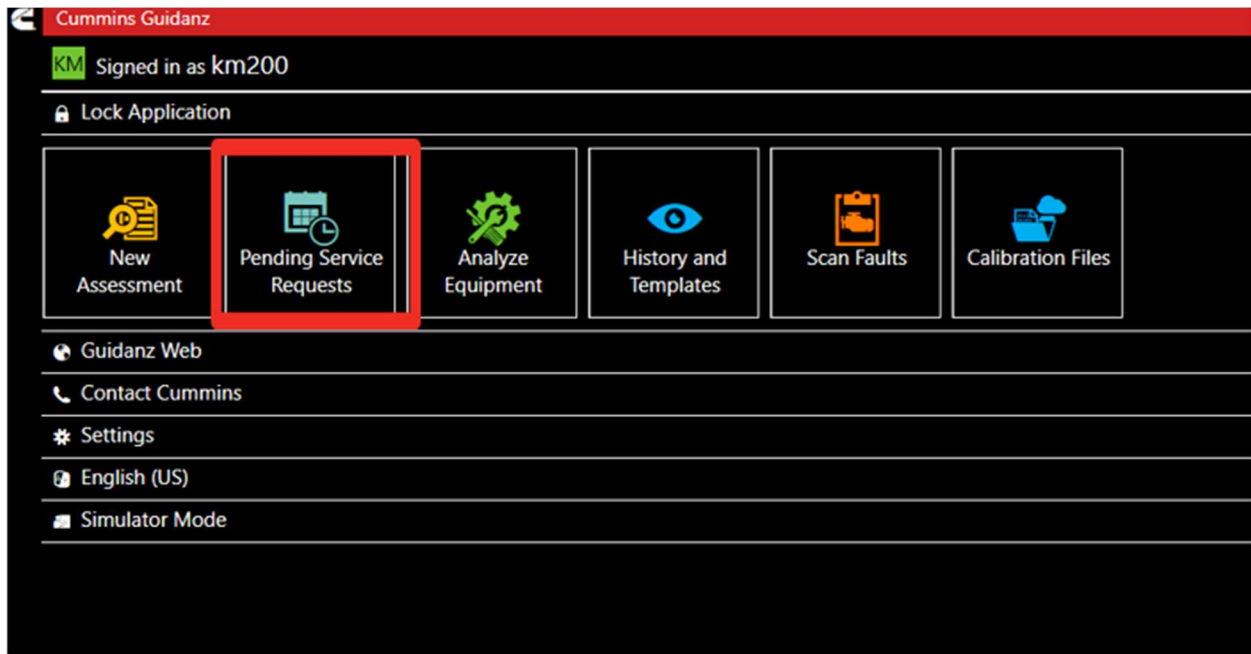 Cummins Guidanz
KM Signed in as km200
Lock Application
New
Assessment
Pending Service
Requests
Analyze
Equipment
History and
Templates
Scan Faults
Calibration Files
Guidanz Web
Contact Cummins
Settings
English (US)
Simulator Mode